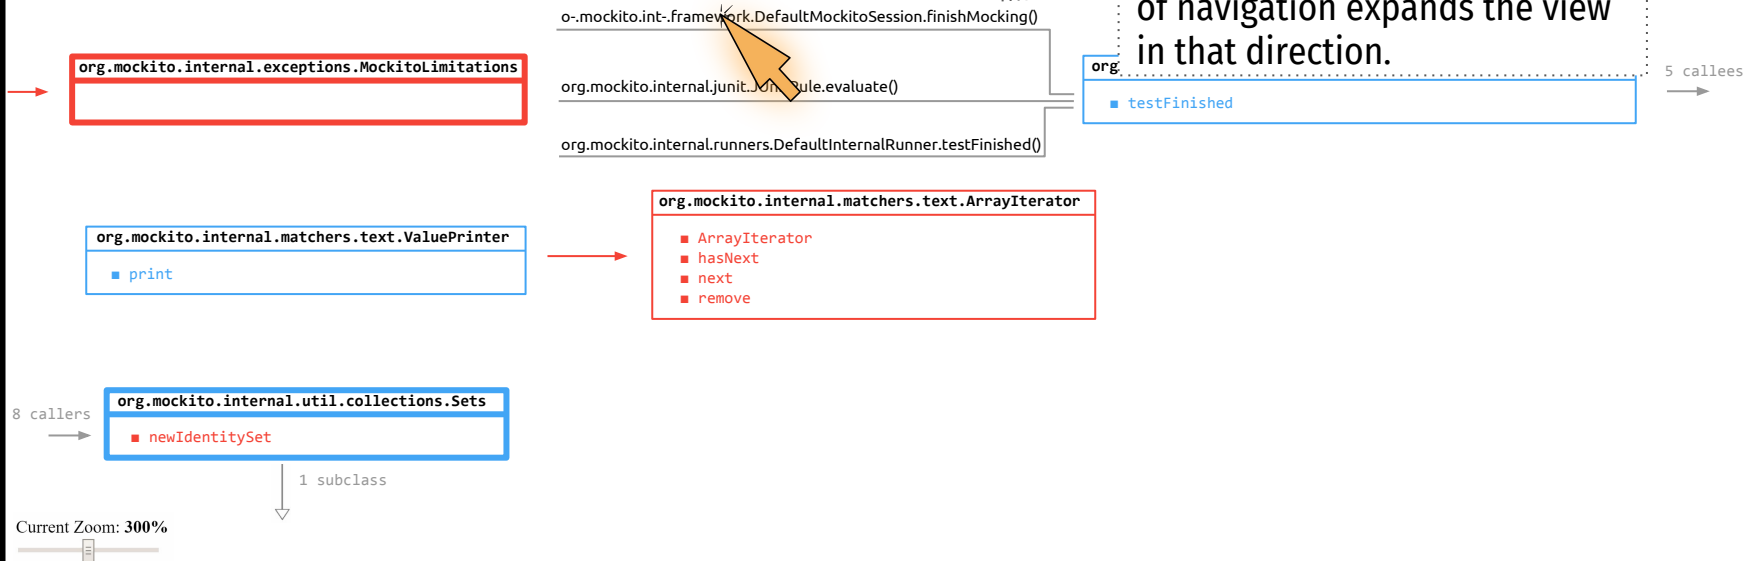 o-.mockito.int-.framework.DefaultMockitoSession.finishMocking()
of navigation expands the view
in that direction.
org.mockito.internal.exceptions.MockitoLimitations
org
5 callees
org.mockito.internal.junit.JUnitRule.evaluate()
testFinished
org.mockito.internal.runners.DefaultInternalRunner.testFinished()
org.mockito.internal.matchers.text.ArrayIterator
org.mockito.internal.matchers.text.ValuePrinter
ArrayIterator
hasNext
print
next
remove
org.mockito.internal.util.collections.Sets
8 callers
newIdentitySet
1 subclass
Current Zoom: 300%